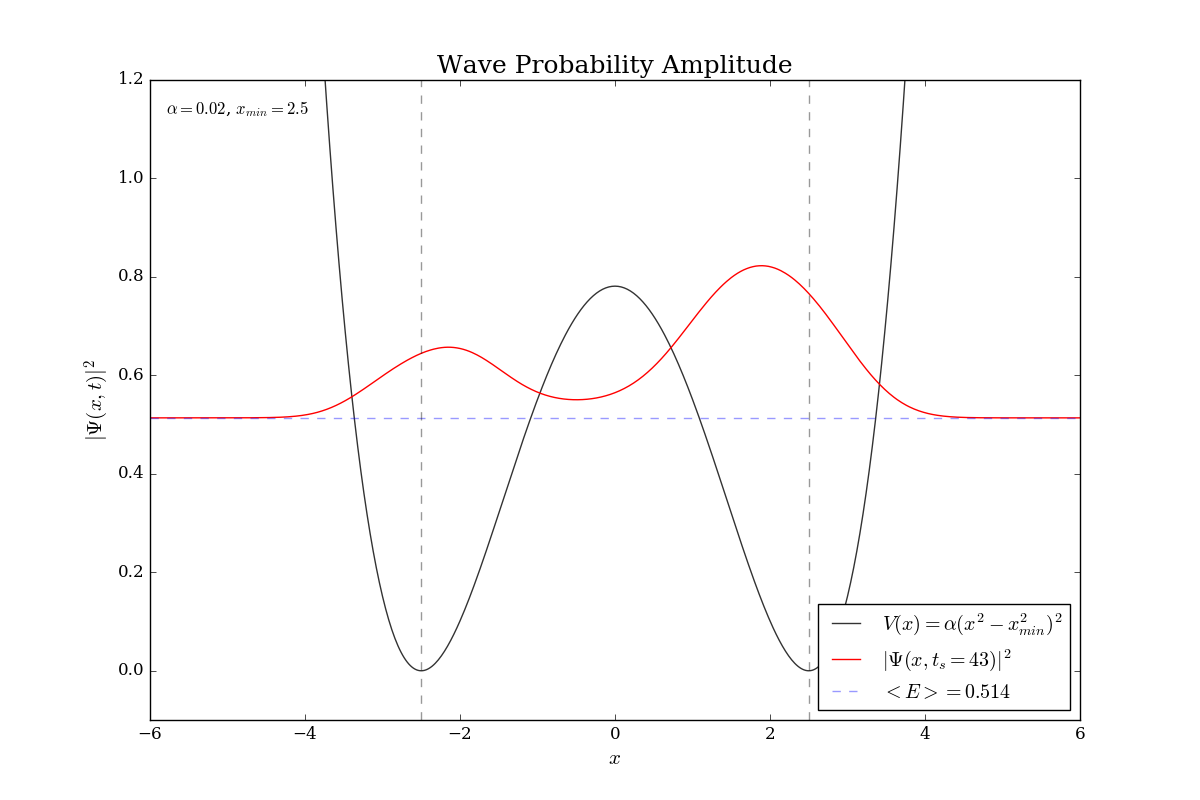 Wave Probability Amplitude
α = 0.02, x_min = 2.5
|Ψ(x, t)|²
1.2
1.0
0.8
0.6
0.4
0.2
0.0
V(x) = α(x² − x²_min)²
|Ψ(x, t_s = 43)|²
< E > = 0.514
−6 −4 −2 0 2 4 6
x